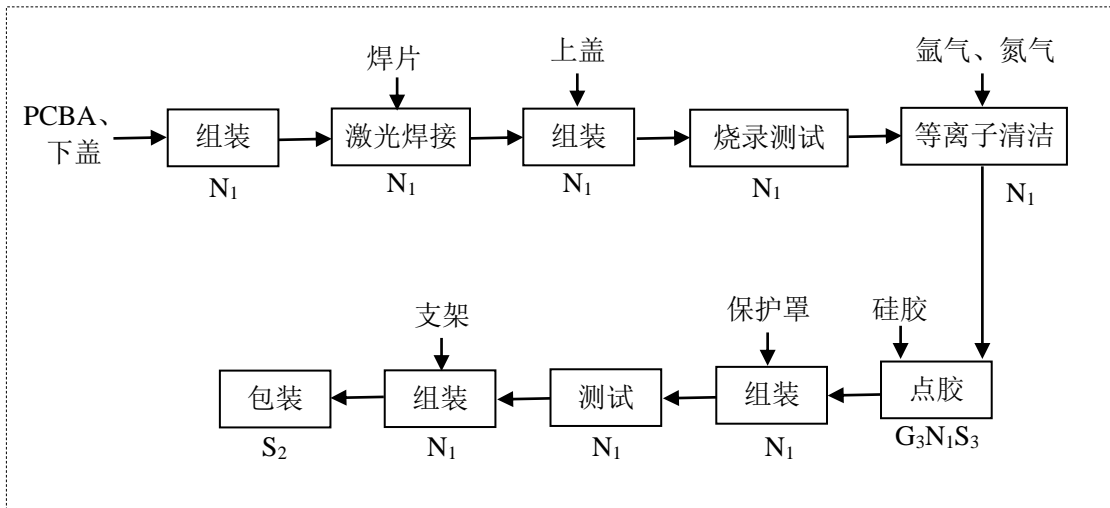 焊片
上盖
氩气、氮气
PCBA、
下盖
组装
激光焊接
组装
烧录测试
等离子清洁
N₁
N₁
N₁
N₁
N₁
支架
保护罩
硅胶
包装
组装
测试
组装
点胶
S₂
N₁
N₁
N₁
G₃N₁S₃